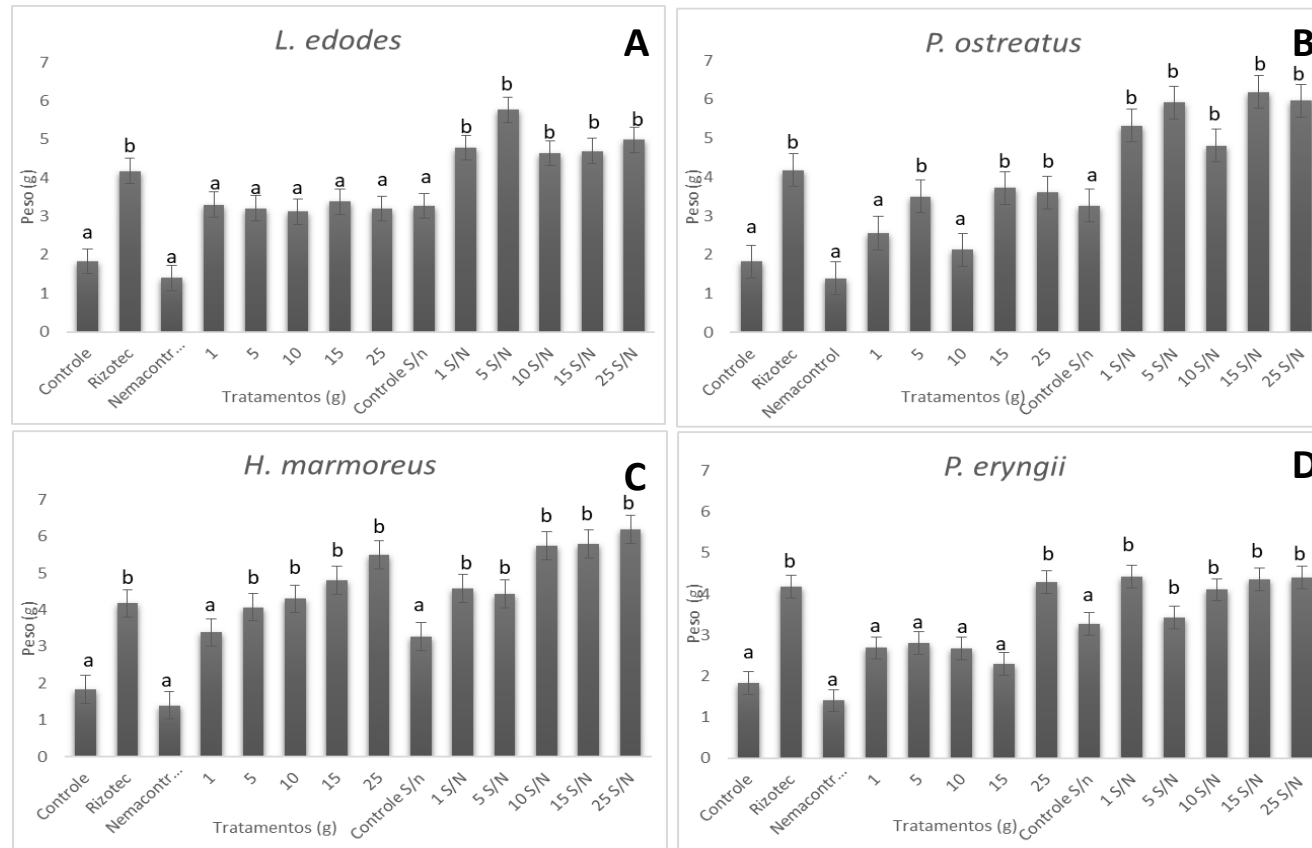 L. edodes
A
7
6
5
4
3
2
1
0
Peso (g)
a
b
a
a
a
a
a
a
a
b
b
b
b
b
Controle
Rizotec
Nemacontr...
1
5
10
15
25
Controle S/n
1 S/N
5 S/N
10 S/N
15 S/N
25 S/N
Tratamentos (g)
P. ostreatus
B
7
6
5
4
3
2
1
0
Peso (g)
a
b
a
a
b
a
b
b
a
b
b
b
b
b
Controle
Rizotec
Nemacontrol
1
5
10
15
25
Controle S/n
1 S/N
5 S/N
10 S/N
15 S/N
25 S/N
Tratamentos (g)
H. marmoreus
C
7
6
5
4
3
2
1
0
Peso (g)
a
b
a
a
b
b
b
b
a
b
b
b
b
b
Controle
Rizotec
Nemacontr...
1
5
10
15
25
Controle S/n
1 S/N
5 S/N
10 S/N
15 S/N
25 S/N
Tratamentos (g)
P. eryngii
D
7
6
5
4
3
2
1
0
Peso (g)
a
b
a
a
a
a
a
b
a
b
b
b
b
b
Controle
Rizotec
Nemacontr...
1
5
10
15
25
Controle S/n
1 S/N
5 S/N
10 S/N
15 S/N
25 S/N
Tratamentos (g)